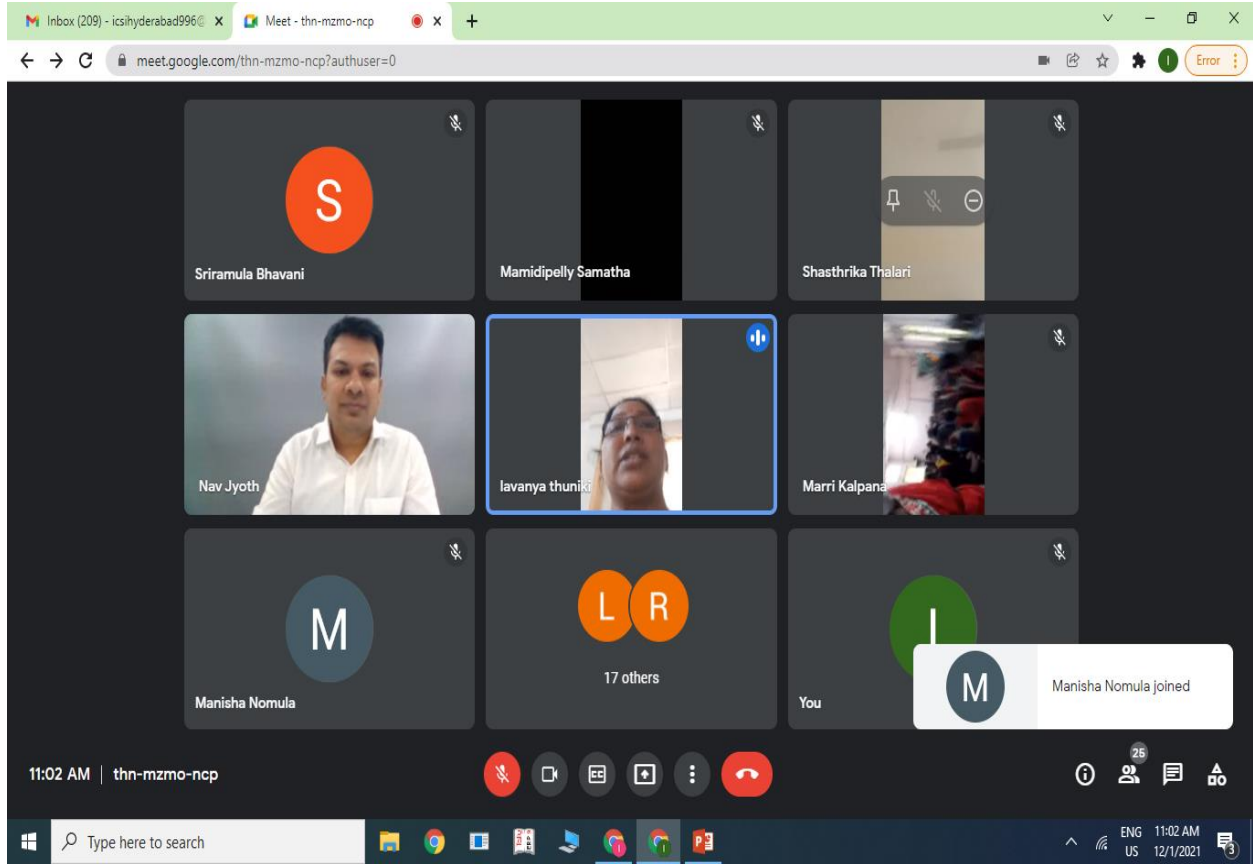 Inbox (209) - icsihyderabad996@
Meet - thn-mzmo-ncp
meet.google.com/thn-mzmo-ncp?authuser=0
I
Error
S
Sriramula Bhavani
Mamidipelly Samatha
Shasthrika Thalari
Nav Jyoth
lavanya thuniki
Marri Kalpana
M
Manisha Nomula
L R
17 others
I
You
M
Manisha Nomula joined
11:02 AM | thn-mzmo-ncp
CC
25
Type here to search
ENG
US
11:02 AM
12/1/2021
3